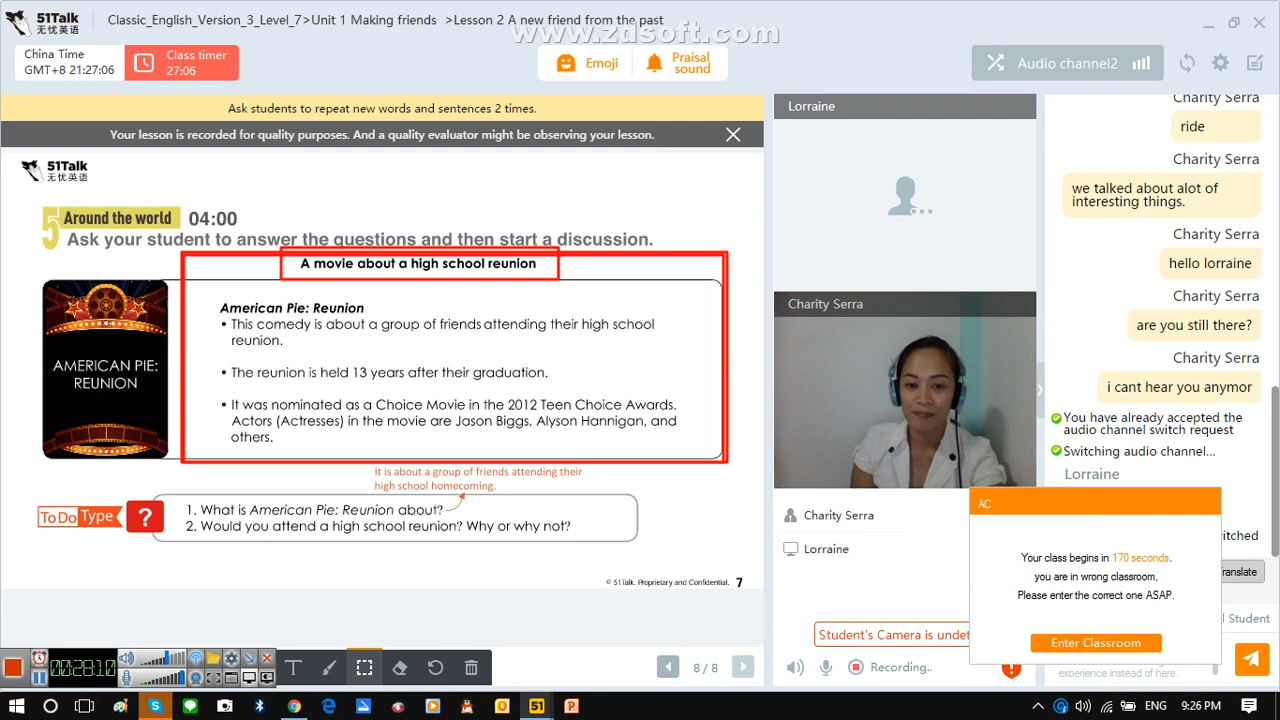 51Talk
无忧英语
Classic_English_Version_3_Level_7>Unit 1 Making friends >Lesson 2 A new friend from the past
www.zdsoft.com
China Time
GMT+8 21:27:06
Class timer
27:06
Emoji
Praisal
sound
Audio channel2
Ask students to repeat new words and sentences 2 times.
Your lesson is recorded for quality purposes. And a quality evaluator might be observing your lesson.
51Talk
无忧英语
5 Around the world 04:00
Ask your student to answer the questions and then start a discussion.
A movie about a high school reunion
AMERICAN PIE:
REUNION
American Pie: Reunion
• This comedy is about a group of friends attending their high school
reunion.
• The reunion is held 13 years after their graduation.
• It was nominated as a Choice Movie in the 2012 Teen Choice Awards.
Actors (Actresses) in the movie are Jason Biggs, Alyson Hannigan, and
others.
It is about a group of friends attending their
high school homecoming.
To Do Type ?
1. What is American Pie: Reunion about?
2. Would you attend a high school reunion? Why or why not?
© 51Talk. Proprietary and Confidential. 7
00:28:10
T
8 / 8
Lorraine
Charity Serra
Charity Serra
Lorraine
Student's Camera is undet
Recording..
Charity Serra
ride
Charity Serra
we talked about alot of
interesting things.
Charity Serra
hello lorraine
Charity Serra
are you still there?
Charity Serra
i cant hear you anymor
You have already accepted the
audio channel switch request
Switching audio channel...
Lorraine
itched
Translate
Student
experience instead of here.
AC
Your class begins in 170 seconds.
you are in wrong classroom,
Please enter the correct one ASAP.
Enter Classroom
51
ENG
9:26 PM